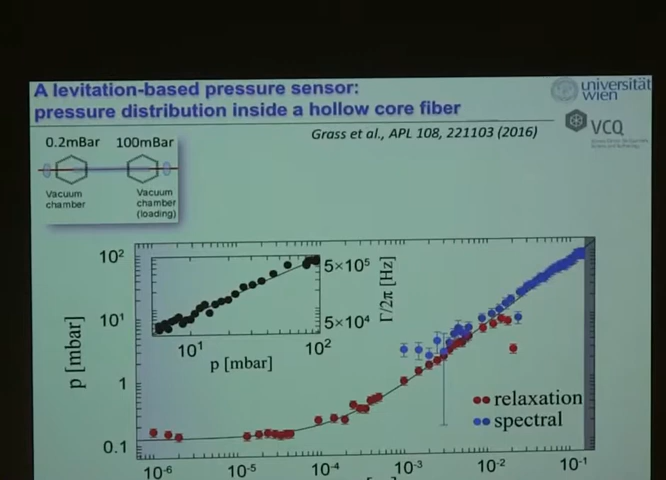 A levitation-based pressure sensor:
pressure distribution inside a hollow core fiber
universität
wien
VCQ
Grass et al., APL 108, 221103 (2016)
0.2mBar 100mBar
Vacuum
chamber
Vacuum
chamber
(loading)
10²
10¹
1
0.1
p [mbar]
5×10⁵
5×10⁴
Γ/2π [Hz]
10¹ 10²
p [mbar]
relaxation
spectral
10⁻⁶ 10⁻⁵ 10⁻⁴ 10⁻³ 10⁻² 10⁻¹